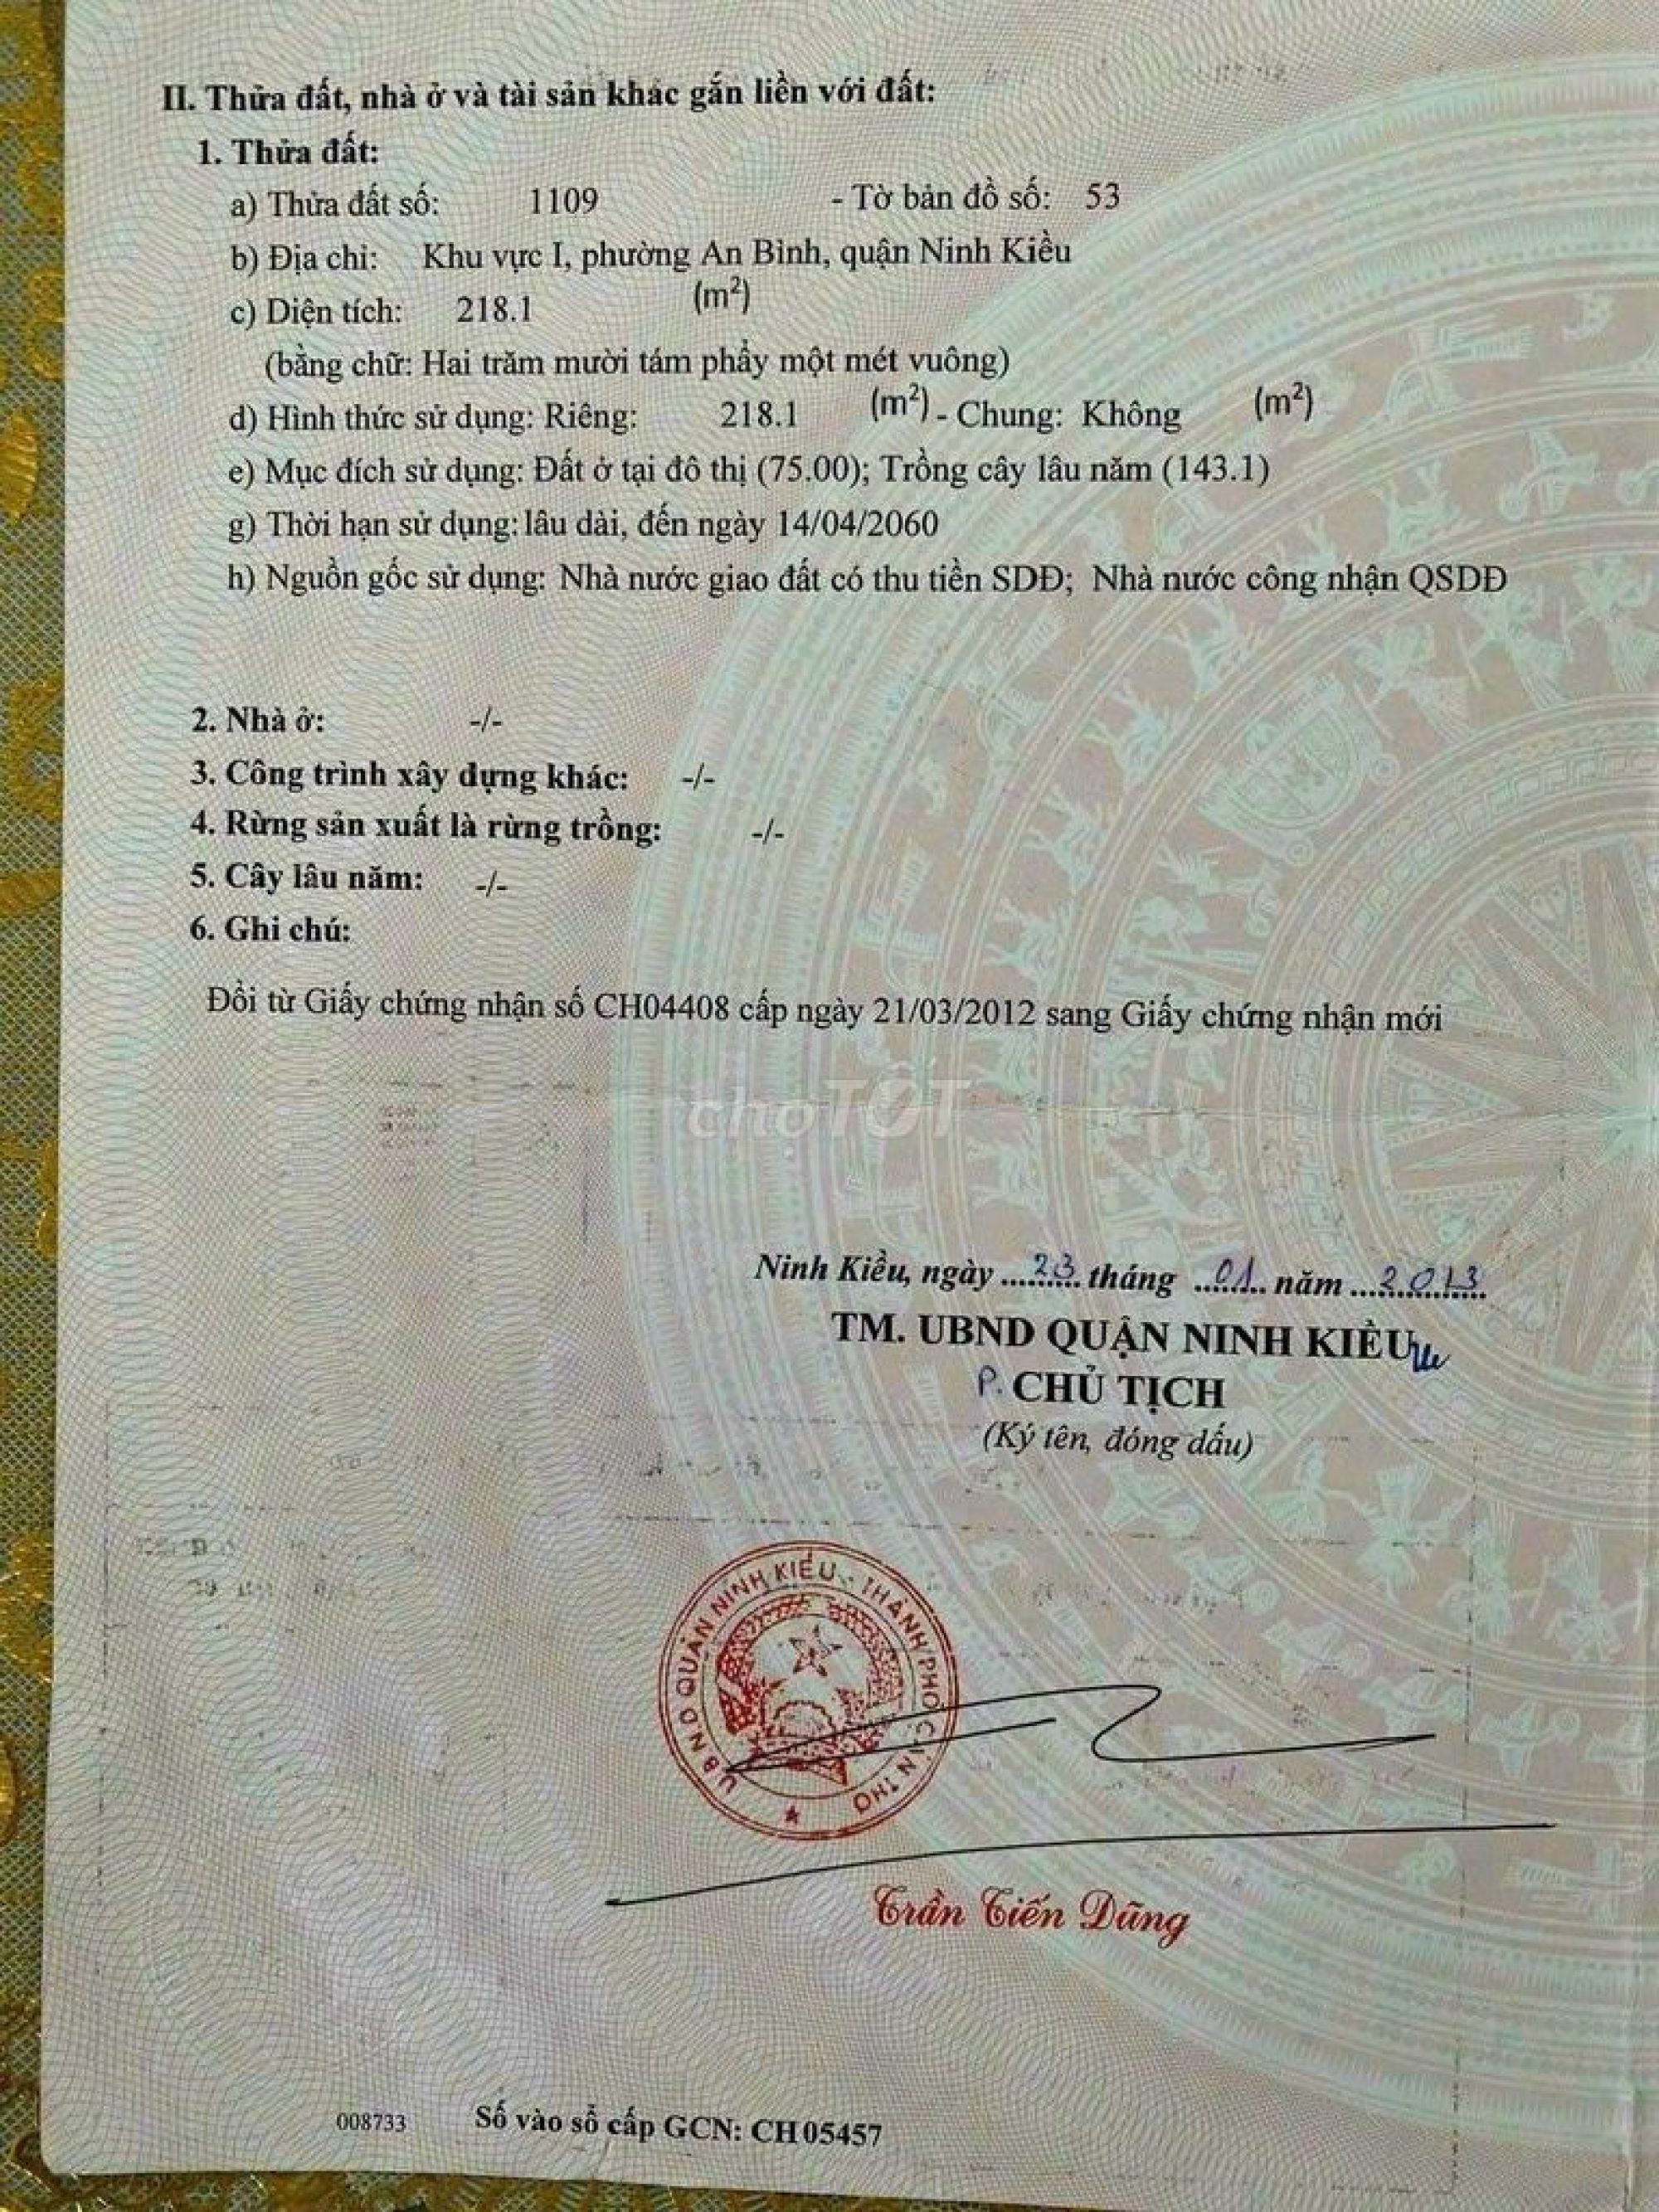 II. Thửa đất, nhà ở và tài sản khác gắn liền với đất:
1. Thửa đất:
a) Thửa đất số: 1109 - Tờ bản đồ số: 53
b) Địa chỉ: Khu vực I, phường An Bình, quận Ninh Kiều
c) Diện tích: 218.1 (m²)
(bằng chữ: Hai trăm mười tám phẩy một mét vuông)
d) Hình thức sử dụng: Riêng: 218.1 (m²) - Chung: Không (m²)
e) Mục đích sử dụng: Đất ở tại đô thị (75.00); Trồng cây lâu năm (143.1)
g) Thời hạn sử dụng: lâu dài, đến ngày 14/04/2060
h) Nguồn gốc sử dụng: Nhà nước giao đất có thu tiền SDĐ; Nhà nước công nhận QSDĐ
2. Nhà ở: -/-
3. Công trình xây dựng khác: -/-
4. Rừng sản xuất là rừng trồng: -/-
5. Cây lâu năm: -/-
6. Ghi chú:
Đổi từ Giấy chứng nhận số CH04408 cấp ngày 21/03/2012 sang Giấy chứng nhận mới
chợTỐT
Ninh Kiều, ngày ....23.... tháng ....01.... năm ....2013....
TM. UBND QUẬN NINH KIỀU
P. CHỦ TỊCH
(Ký tên, đóng dấu)
UBND QUẬN NINH KIỀU - THÀNH PHỐ CẦN THƠ
Trần Tiến Dũng
008733 Số vào sổ cấp GCN: CH 05457